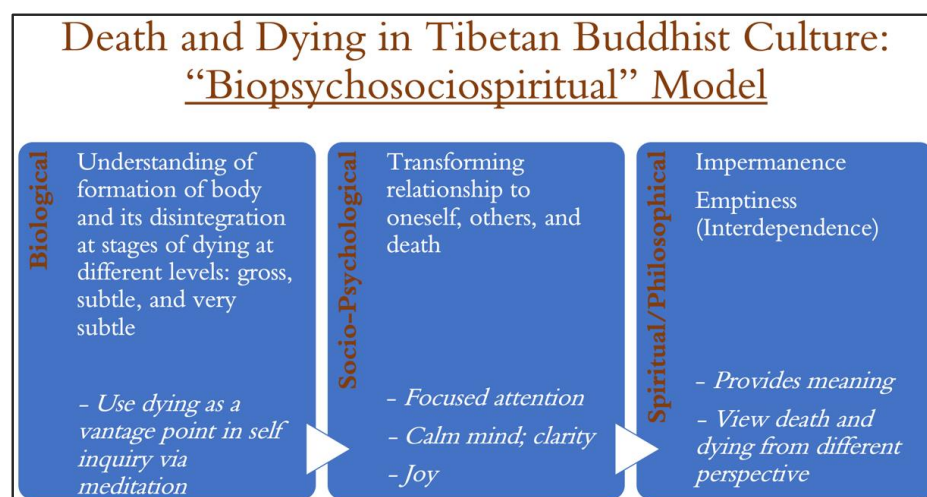 Death and Dying in Tibetan Buddhist Culture:
“Biopsychosociospiritual” Model
Biological
Understanding of
formation of body
and its disintegration
at stages of dying at
different levels: gross,
subtle, and very
subtle
- Use dying as a
vantage point in self
inquiry via
meditation
Socio-Psychological
Transforming
relationship to
oneself, others, and
death
- Focused attention
- Calm mind; clarity
- Joy
Spiritual/Philosophical
Impermanence
Emptiness
(Interdependence)
- Provides meaning
- View death and
dying from different
perspective